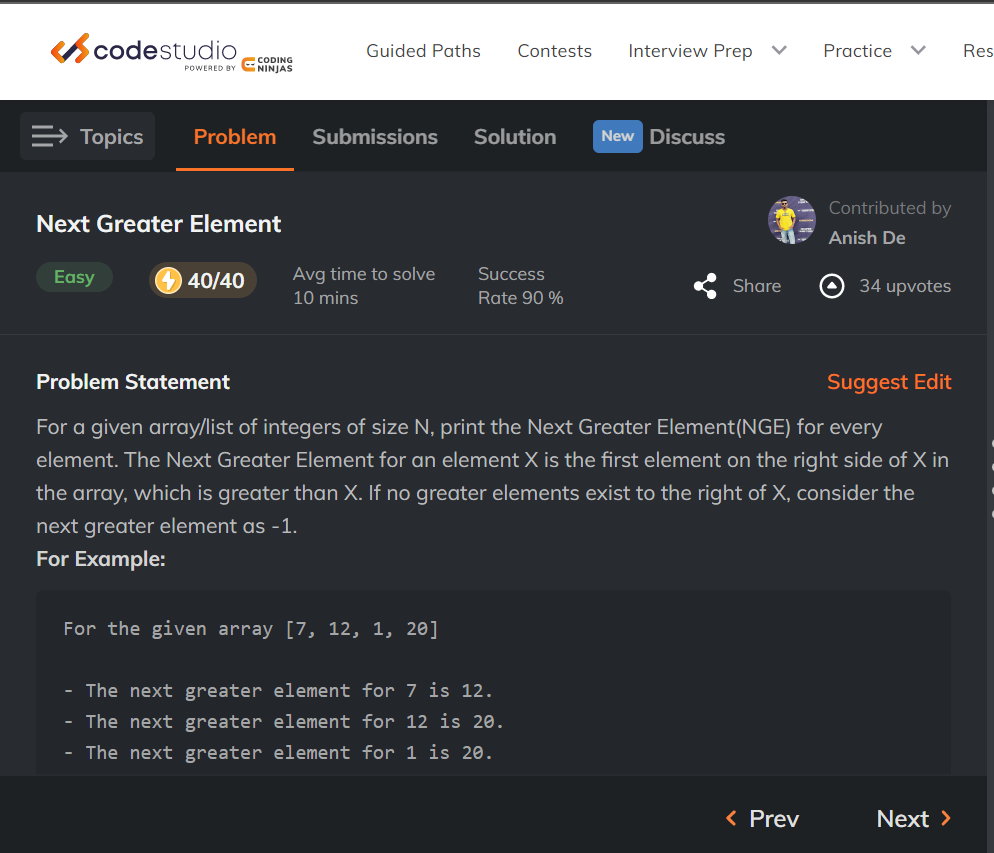 codestudio
POWERED BY CODING NINJAS
Guided Paths Contests Interview Prep Practice Res
Topics Problem Submissions Solution New Discuss
Next Greater Element
Contributed by
Anish De
Easy 40/40
Avg time to solve
10 mins
Success
Rate 90 %
Share 34 upvotes
Problem Statement Suggest Edit
For a given array/list of integers of size N, print the Next Greater Element(NGE) for every
element. The Next Greater Element for an element X is the first element on the right side of X in
the array, which is greater than X. If no greater elements exist to the right of X, consider the
next greater element as -1.
For Example:
For the given array [7, 12, 1, 20]
- The next greater element for 7 is 12.
- The next greater element for 12 is 20.
- The next greater element for 1 is 20.
Prev Next